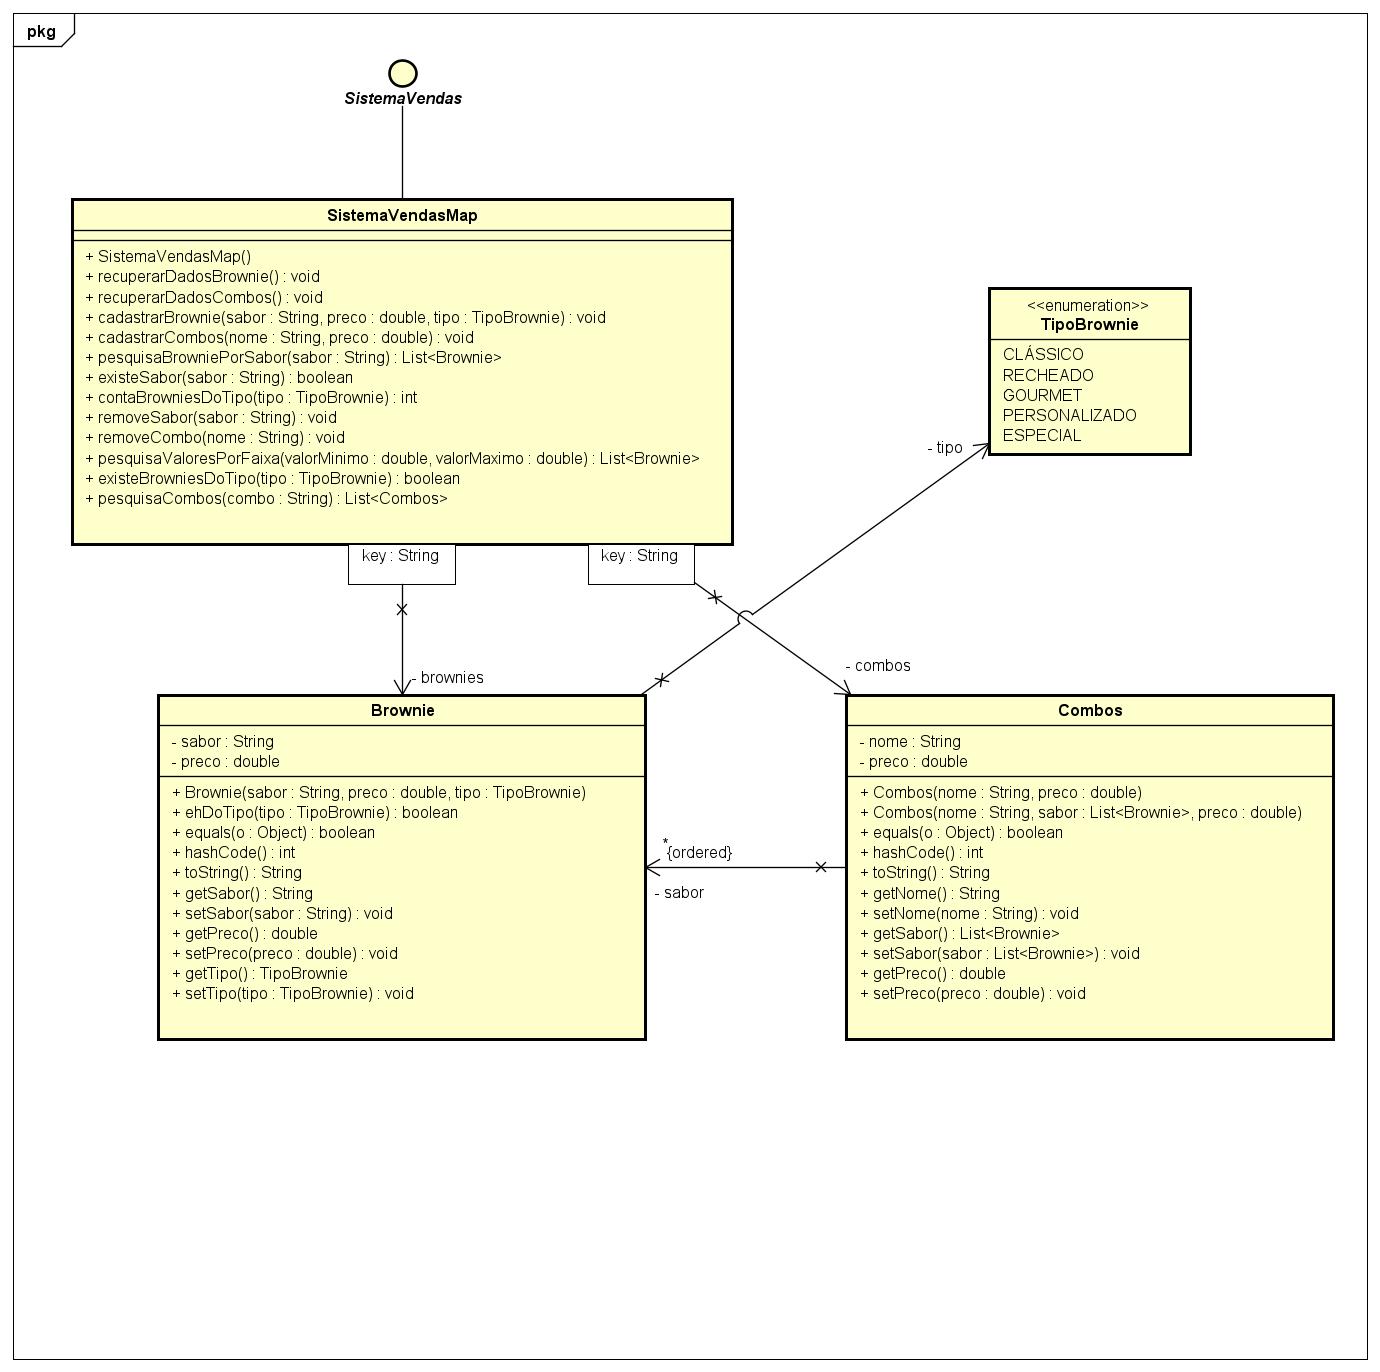 pkg
SistemaVendas
SistemaVendasMap
+ SistemaVendasMap()
+ recuperarDadosBrownie() : void
+ recuperarDadosCombos() : void
+ cadastrarBrownie(sabor : String, preco : double, tipo : TipoBrownie) : void
+ cadastrarCombos(nome : String, preco : double) : void
+ pesquisaBrowniePorSabor(sabor : String) : List<Brownie>
+ existeSabor(sabor : String) : boolean
+ contaBrowniesDoTipo(tipo : TipoBrownie) : int
+ removeSabor(sabor : String) : void
+ removeCombo(nome : String) : void
+ pesquisaValoresPorFaixa(valorMinimo : double, valorMaximo : double) : List<Brownie>
+ existeBrowniesDoTipo(tipo : TipoBrownie) : boolean
+ pesquisaCombos(combo : String) : List<Combos>
key : String
key : String
<<enumeration>>
TipoBrownie
CLÁSSICO
RECHEADO
GOURMET
PERSONALIZADO
ESPECIAL
- tipo
- brownies
- combos
Brownie
- sabor : String
- preco : double
+ Brownie(sabor : String, preco : double, tipo : TipoBrownie)
+ ehDoTipo(tipo : TipoBrownie) : boolean
+ equals(o : Object) : boolean
+ hashCode() : int
+ toString() : String
+ getSabor() : String
+ setSabor(sabor : String) : void
+ getPreco() : double
+ setPreco(preco : double) : void
+ getTipo() : TipoBrownie
+ setTipo(tipo : TipoBrownie) : void
*
{ordered}
- sabor
Combos
- nome : String
- preco : double
+ Combos(nome : String, preco : double)
+ Combos(nome : String, sabor : List<Brownie>, preco : double)
+ equals(o : Object) : boolean
+ hashCode() : int
+ toString() : String
+ getNome() : String
+ setNome(nome : String) : void
+ getSabor() : List<Brownie>
+ setSabor(sabor : List<Brownie>) : void
+ getPreco() : double
+ setPreco(preco : double) : void